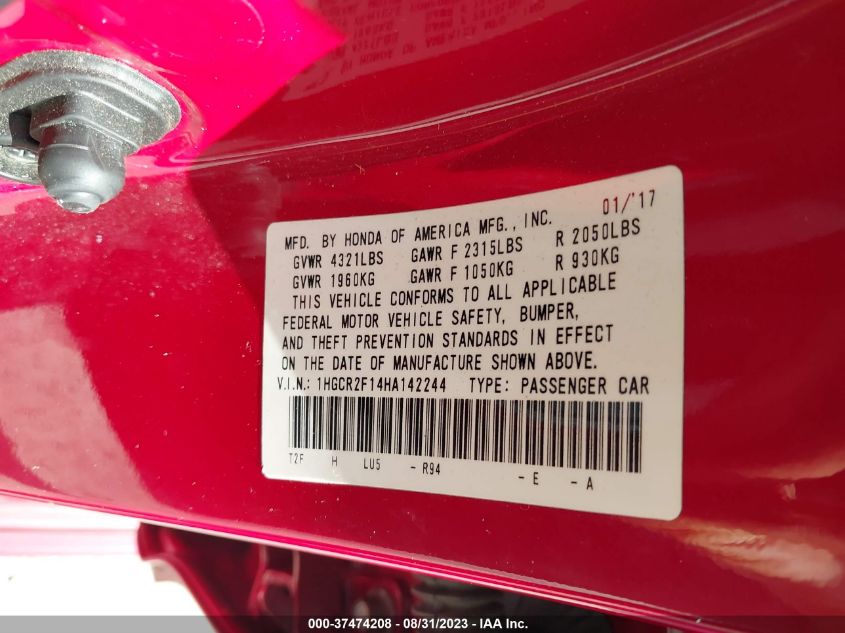 MFD. BY HONDA OF AMERICA MFG., INC. 01/'17
GVWR 4321LBS GAWR F 2315LBS R 2050LBS
GVWR 1960KG GAWR F 1050KG R 930KG
THIS VEHICLE CONFORMS TO ALL APPLICABLE
FEDERAL MOTOR VEHICLE SAFETY, BUMPER,
AND THEFT PREVENTION STANDARDS IN EFFECT
ON THE DATE OF MANUFACTURE SHOWN ABOVE.
V.I.N.: 1HGCR2F14HA142244 TYPE: PASSENGER CAR
T2F H LU5 - R94 - E - A
000-37474208 - 08/31/2023 - IAA Inc.